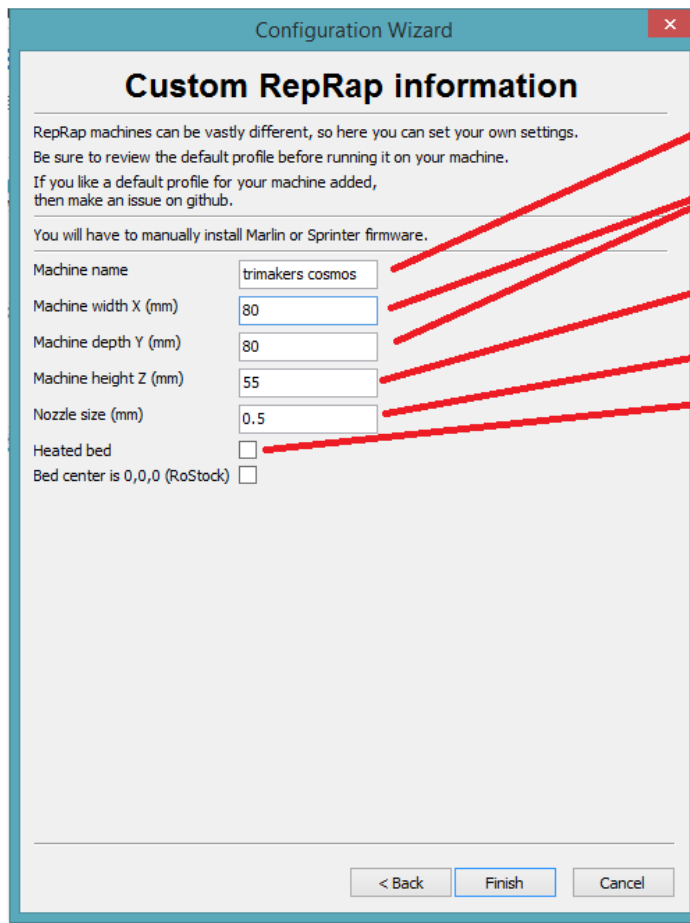 Configuration Wizard
Custom RepRap information
RepRap machines can be vastly different, so here you can set your own settings.
Be sure to review the default profile before running it on your machine.
If you like a default profile for your machine added,
then make an issue on github.
You will have to manually install Marlin or Sprinter firmware.
Machine name trimakers cosmos
Machine width X (mm) 80
Machine depth Y (mm) 80
Machine height Z (mm) 55
Nozzle size (mm) 0.5
Heated bed
Bed center is 0,0,0 (RoStock)
< Back Finish Cancel